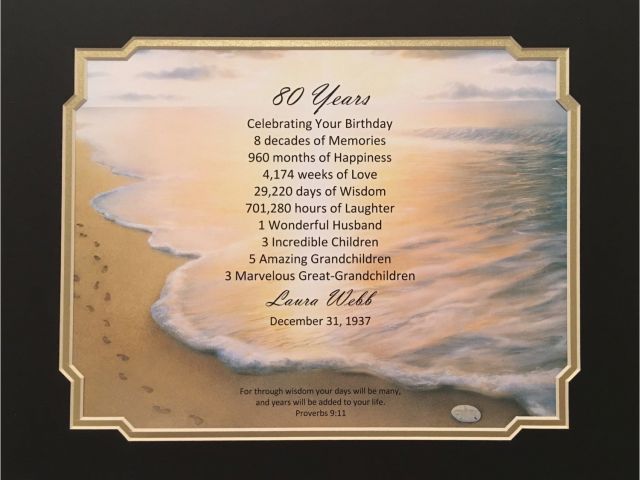 80 Years
Celebrating Your Birthday
8 decades of Memories
960 months of Happiness
4,174 weeks of Love
29,220 days of Wisdom
701,280 hours of Laughter
1 Wonderful Husband
3 Incredible Children
5 Amazing Grandchildren
3 Marvelous Great-Grandchildren
Laura Webb
December 31, 1937
For through wisdom your days will be many,
and years will be added to your life.
Proverbs 9:11